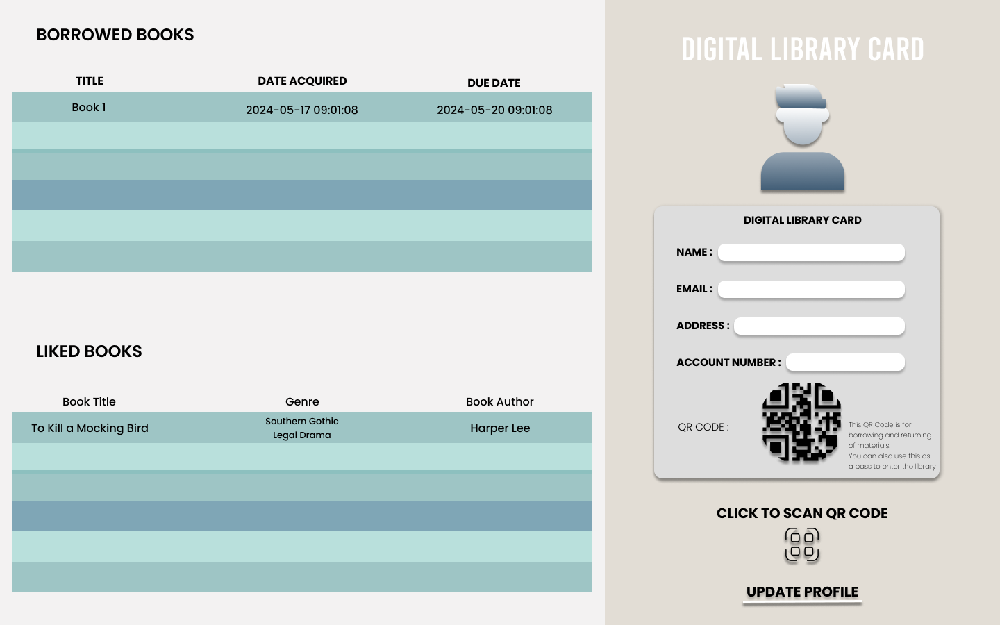 BORROWED BOOKS
TITLE DATE ACQUIRED DUE DATE
Book 1 2024-05-17 09:01:08 2024-05-20 09:01:08
LIKED BOOKS
Book Title Genre Book Author
To Kill a Mocking Bird Southern Gothic Harper Lee
Legal Drama
DIGITAL LIBRARY CARD
DIGITAL LIBRARY CARD
NAME :
EMAIL :
ADDRESS :
ACCOUNT NUMBER :
QR CODE :
This QR Code is for
borrowing and returning
of materials.
You can also use this as
a pass to enter the library
CLICK TO SCAN QR CODE
UPDATE PROFILE